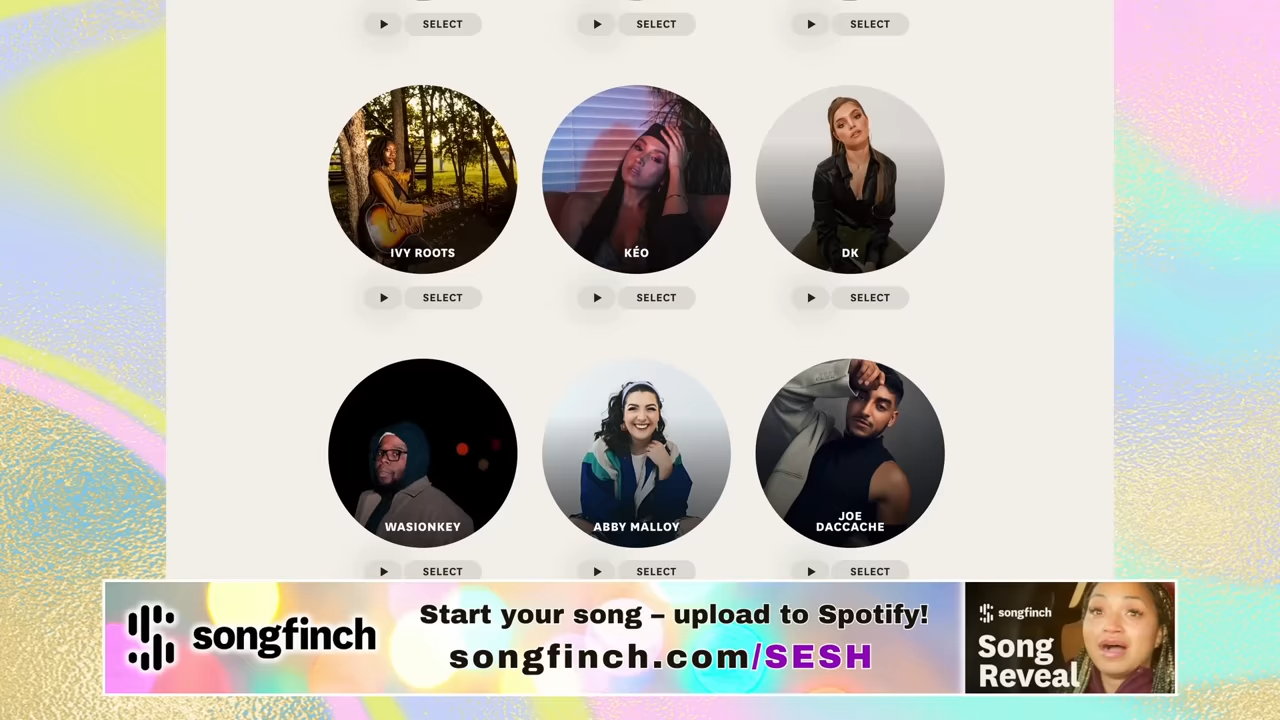 SELECT
SELECT
SELECT
IVY ROOTS
KÉO
DK
SELECT
SELECT
SELECT
WASIONKEY
ABBY MALLOY
JOE
DACCACHE
SELECT
SELECT
SELECT
songfinch
Start your song – upload to Spotify!
songfinch.com/SESH
songfinch
Song
Reveal